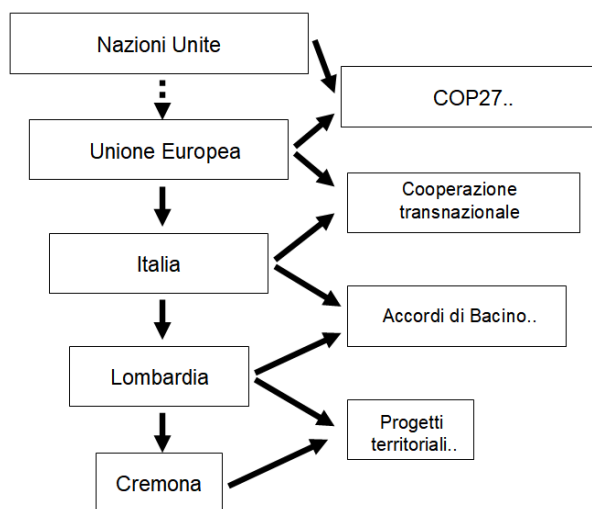 Nazioni Unite
COP27..
Unione Europea
Cooperazione
transnazionale
Italia
Accordi di Bacino..
Lombardia
Progetti
territoriali..
Cremona